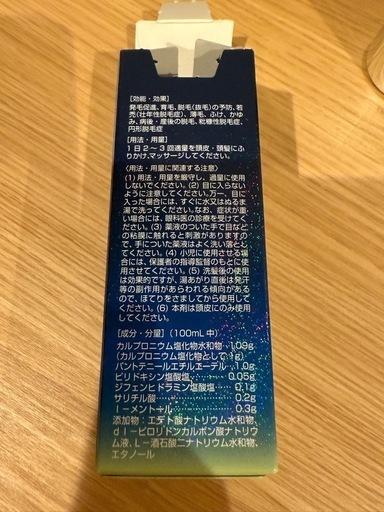 [効能・効果]
発毛促進、育毛、脱毛(抜毛)の予防、若
禿(壮年性脱毛症)、薄毛、ふけ、かゆ
み、病後・産後の脱毛、粃糠性脱毛症、
円形脱毛症
[用法・用量]
1日2〜3回適量を頭皮・頭髪にふ
りかけ、マッサージしてください。
〈用法・用量に関連する注意〉
(1)用法・用量を厳守し、過量に使用
しないでください。(2)目に入らない
ように注意してください。万一、目に
入った場合には、すぐに水又はぬるま
湯で洗ってください。なお、症状が重
い場合には、眼科医の診療を受けてくだ
さい。(3)薬液のついた手で目など
の粘膜に触れると刺激がありますの
で、手についた薬液はよく洗い落とし
てください。(4)小児に使用させる場
合には、保護者の指導監督のもとに使
用させてください。(5)洗髪後の使用
は効果的ですが、湯あがり直後は発汗
等の副作用があらわれる傾向がある
ので、ほてりをさましてから使用して
ください。(6)本剤は頭皮にのみ使用
してください。
[成分・分量](100mL中)
カルプロニウム塩化物水和物…1.09g
(カルプロニウム塩化物として1g)
パントテニールエチルエーテル…1.0g
ピリドキシン塩酸塩…0.05g
ジフェンヒドラミン塩酸塩…0.1g
サリチル酸…0.2g
l-メントール…0.3g
添加物:エデト酸ナトリウム水和物、
dl-ピロリドンカルボン酸ナトリウ
ム液、L-酒石酸ニナトリウム水和物、
エタノール